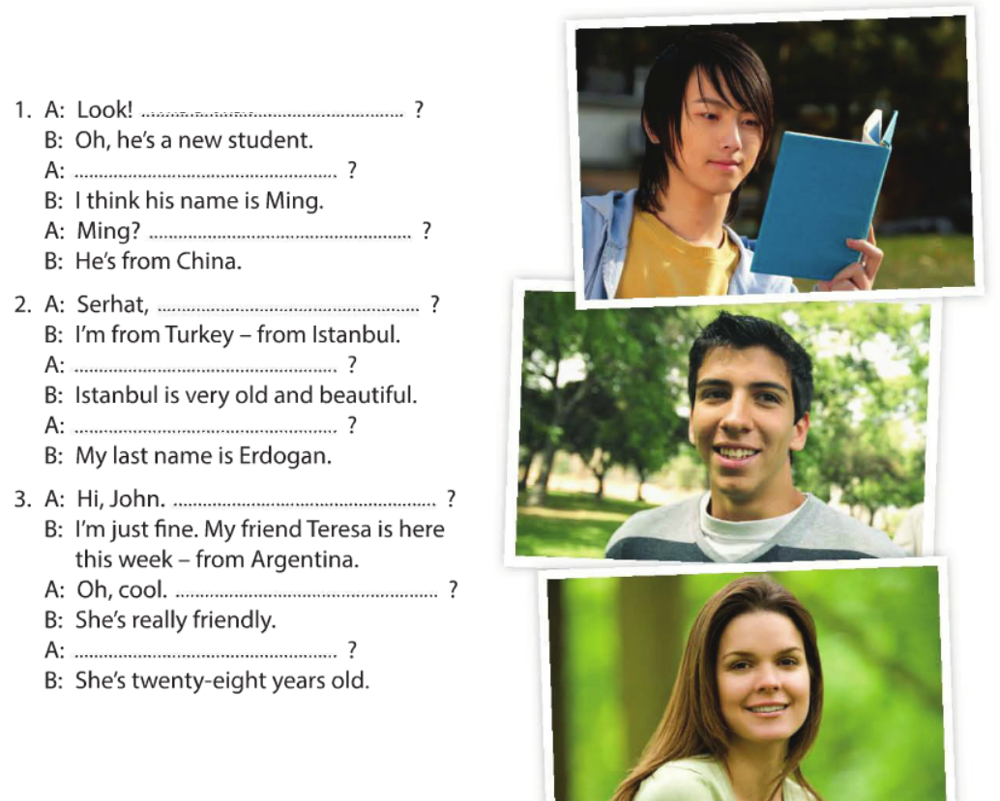 1. A: Look! ............................................................ ?
B: Oh, he's a new student.
A: ............................................................ ?
B: I think his name is Ming.
A: Ming? ............................................................ ?
B: He's from China.
2. A: Serhat, ............................................................ ?
B: I'm from Turkey – from Istanbul.
A: ............................................................ ?
B: Istanbul is very old and beautiful.
A: ............................................................ ?
B: My last name is Erdogan.
3. A: Hi, John. ............................................................ ?
B: I'm just fine. My friend Teresa is here
this week – from Argentina.
A: Oh, cool. ............................................................ ?
B: She's really friendly.
A: ............................................................ ?
B: She's twenty-eight years old.